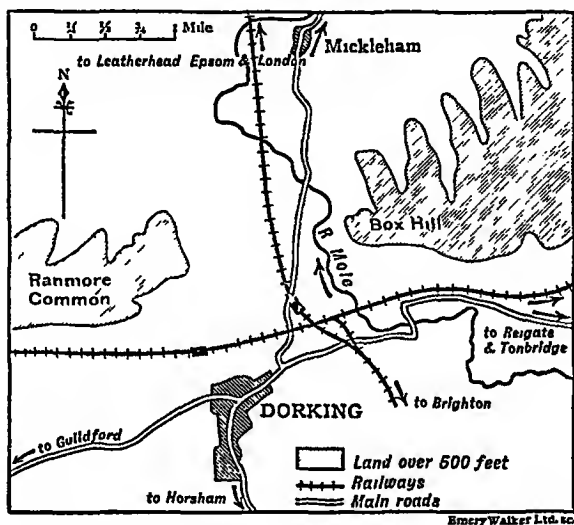 0 ¼ ½ ¾ 1 Mile
to Leatherhead Epsom & London
Mickleham
N
Box Hill
R. Mole
Ranmore
Common
to Reigate
& Tonbridge
to Brighton
DORKING
to Guildford
to Horsham
Land over 500 feet
Railways
Main roads
Emery Walker Ltd. sc.